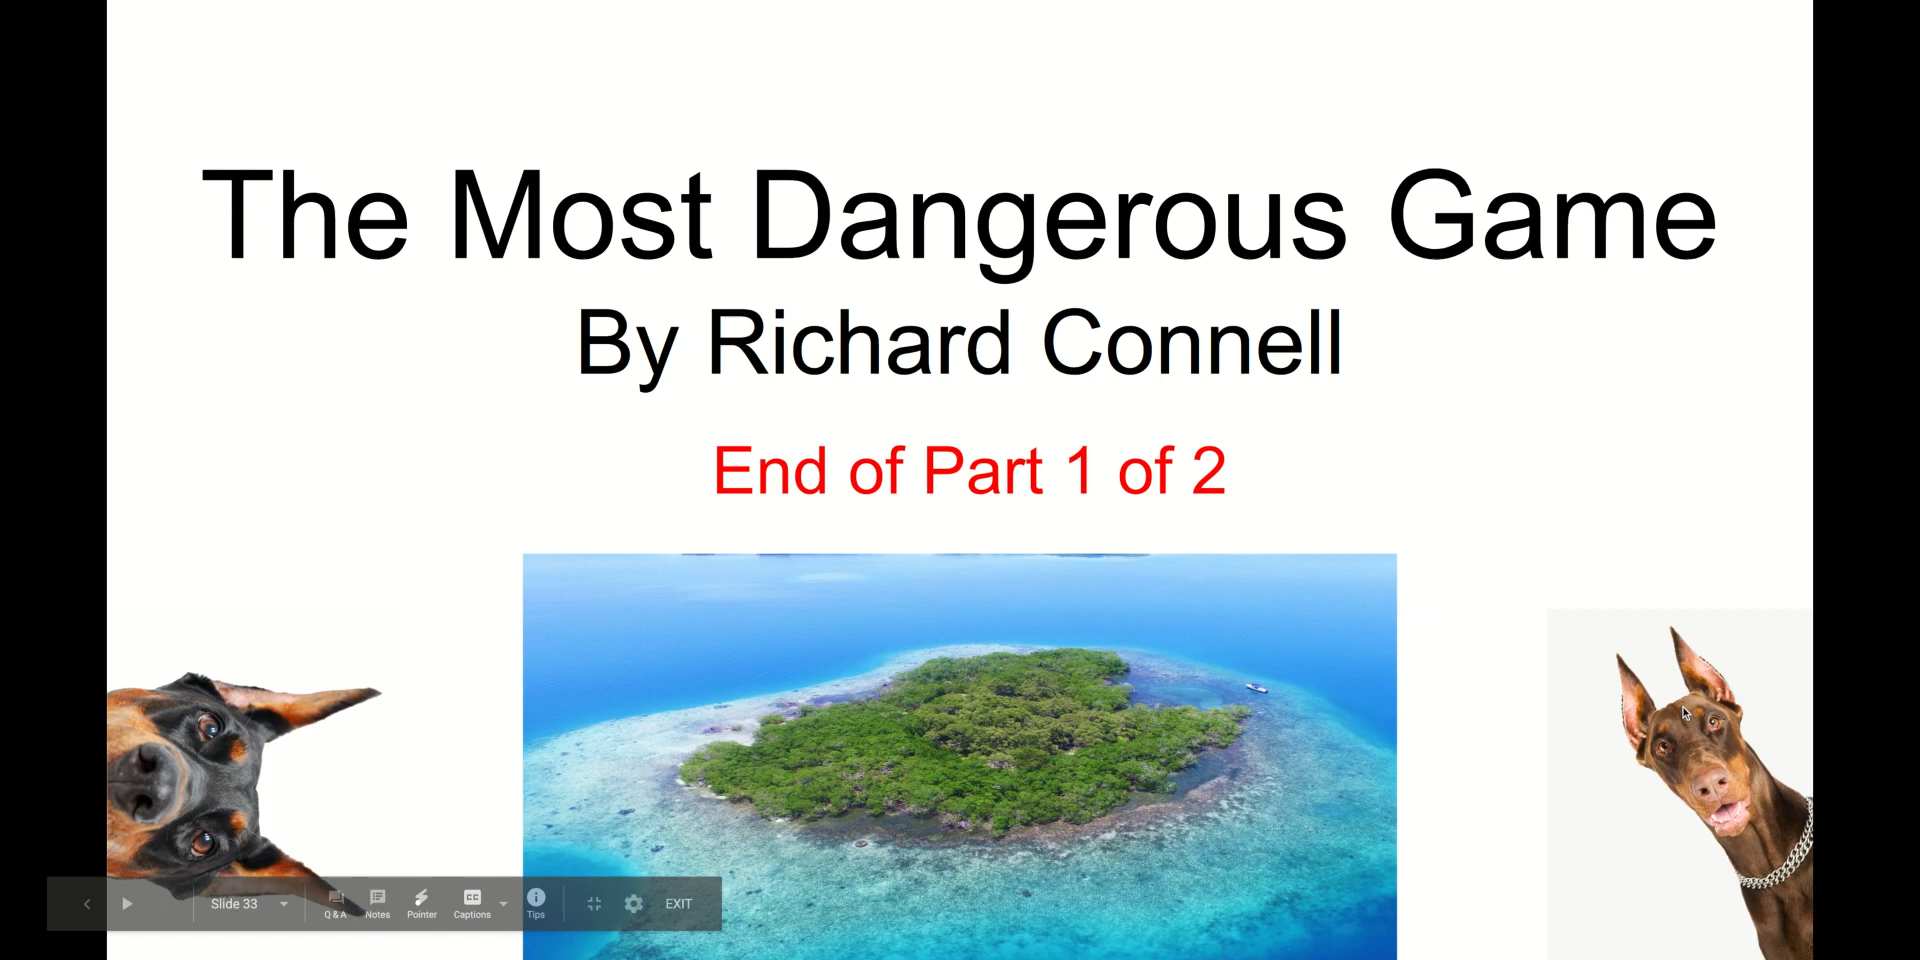 The Most Dangerous Game
By Richard Connell
End of Part 1 of 2
Slide 33
Q & A
Notes
Pointer
CC
Captions
Tips
EXIT